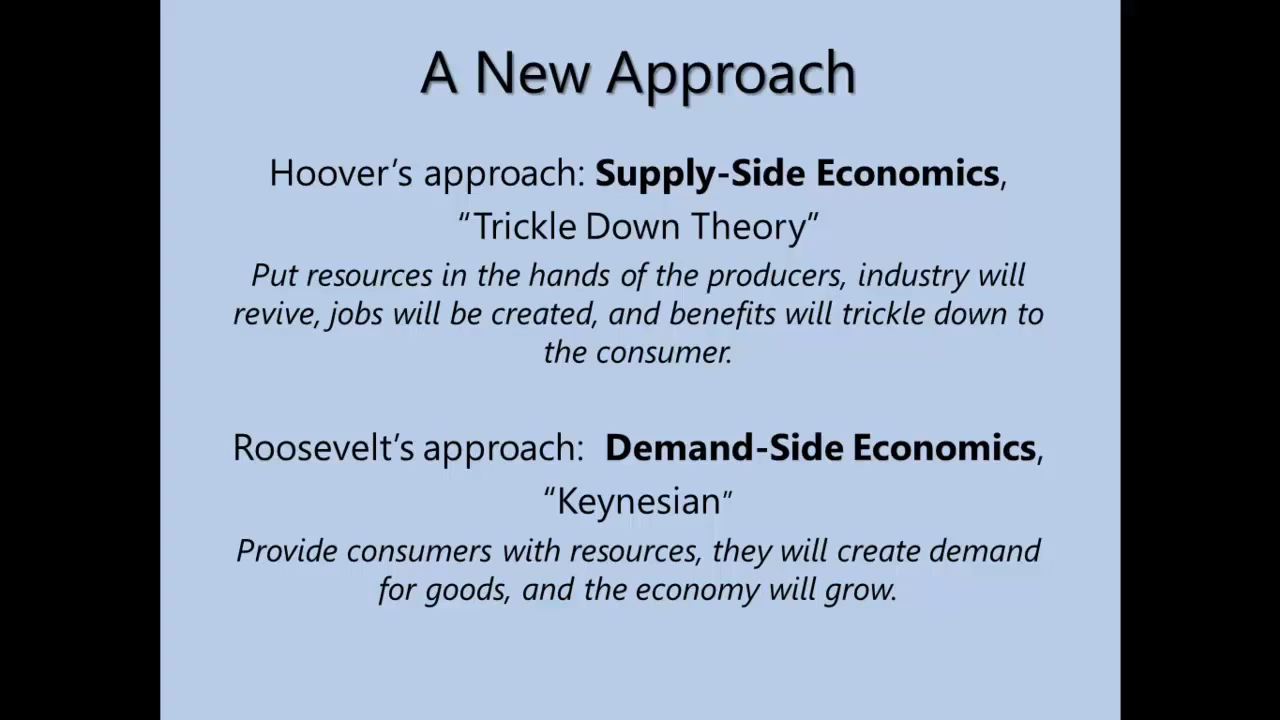 A New Approach
Hoover’s approach: Supply-Side Economics,
“Trickle Down Theory”
Put resources in the hands of the producers, industry will
revive, jobs will be created, and benefits will trickle down to
the consumer.
Roosevelt’s approach:  Demand-Side Economics,
“Keynesian”
Provide consumers with resources, they will create demand
for goods, and the economy will grow.